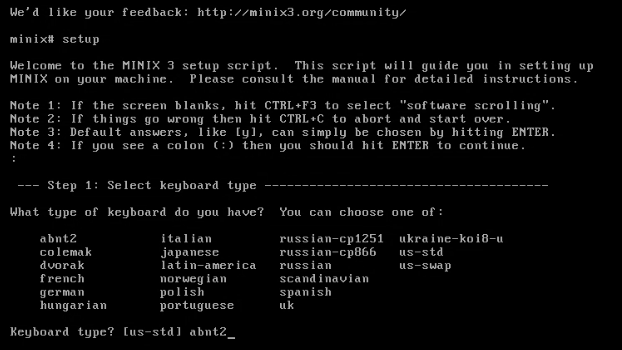 We'd like your feedback: http://minix3.org/community/
minix# setup
Welcome to the MINIX 3 setup script.  This script will guide you in setting up
MINIX on your machine.  Please consult the manual for detailed instructions.
Note 1: If the screen blanks, hit CTRL+F3 to select "software scrolling".
Note 2: If things go wrong then hit CTRL+C to abort and start over.
Note 3: Default answers, like [y], can simply be chosen by hitting ENTER.
Note 4: If you see a colon (:) then you should hit ENTER to continue.
:
--- Step 1: Select keyboard type --------------------------------------
What type of keyboard do you have?  You can choose one of:
abnt2 italian russian-cp1251 ukraine-koi8-u
colemak japanese russian-cp866 us-std
dvorak latin-america russian us-swap
french norwegian scandinavian
german polish spanish
hungarian portuguese uk
Keyboard type? [us-std] abnt2_